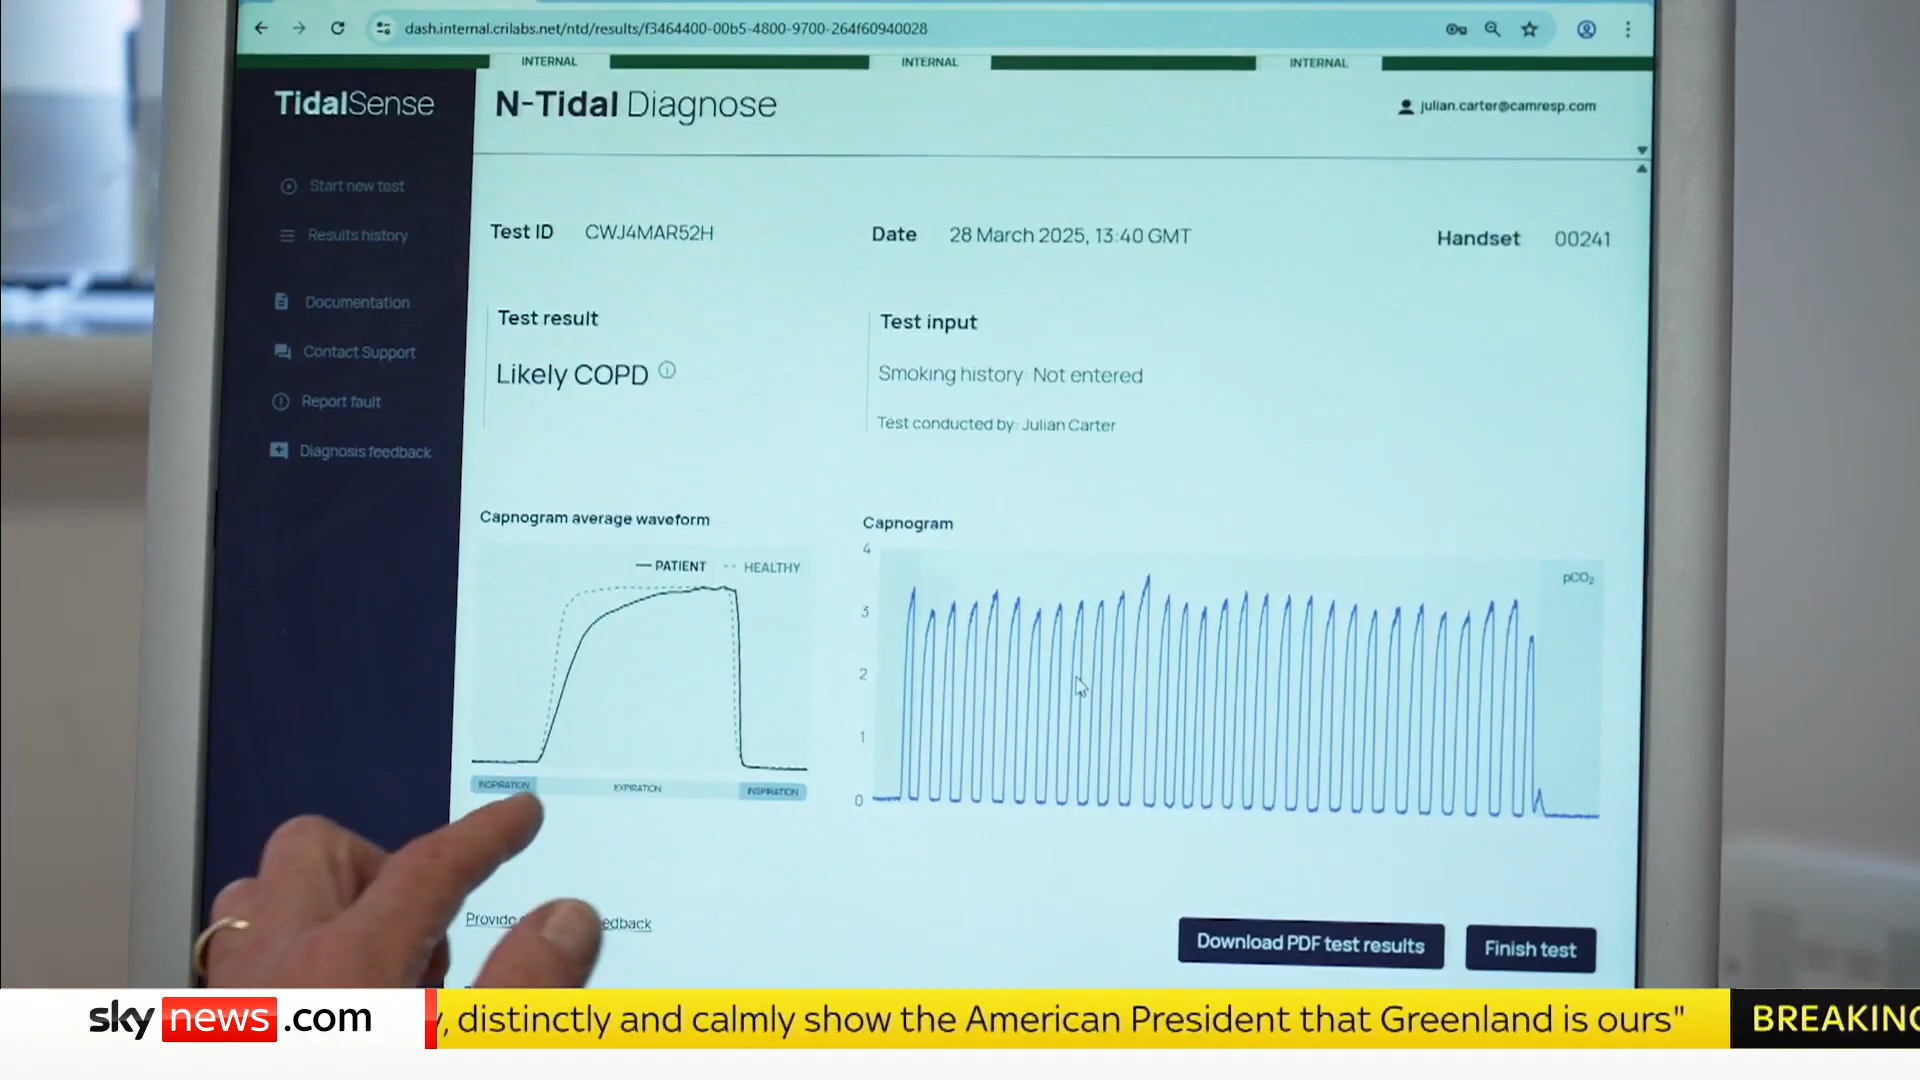 dash.internal.crilabs.net/ntd/results/f3464400-00b5-4800-9700-264f60940028
INTERNAL INTERNAL INTERNAL
TidalSense
N-Tidal Diagnose
julian.carter@camresp.com
Start new test
Results history
Documentation
Contact Support
Report fault
Diagnosis feedback
Test ID CWJ4MAR52H
Date 28 March 2025, 13:40 GMT
Handset 00241
Test result
Likely COPD
Test input
Smoking history: Not entered
Test conducted by: Julian Carter
Capnogram average waveform
PATIENT HEALTHY
INSPIRATION EXPIRATION INSPIRATION
Capnogram
pCO₂
4
3
2
1
0
Download PDF test results
Finish test
sky news.com
, distinctly and calmly show the American President that Greenland is ours"
BREAKING